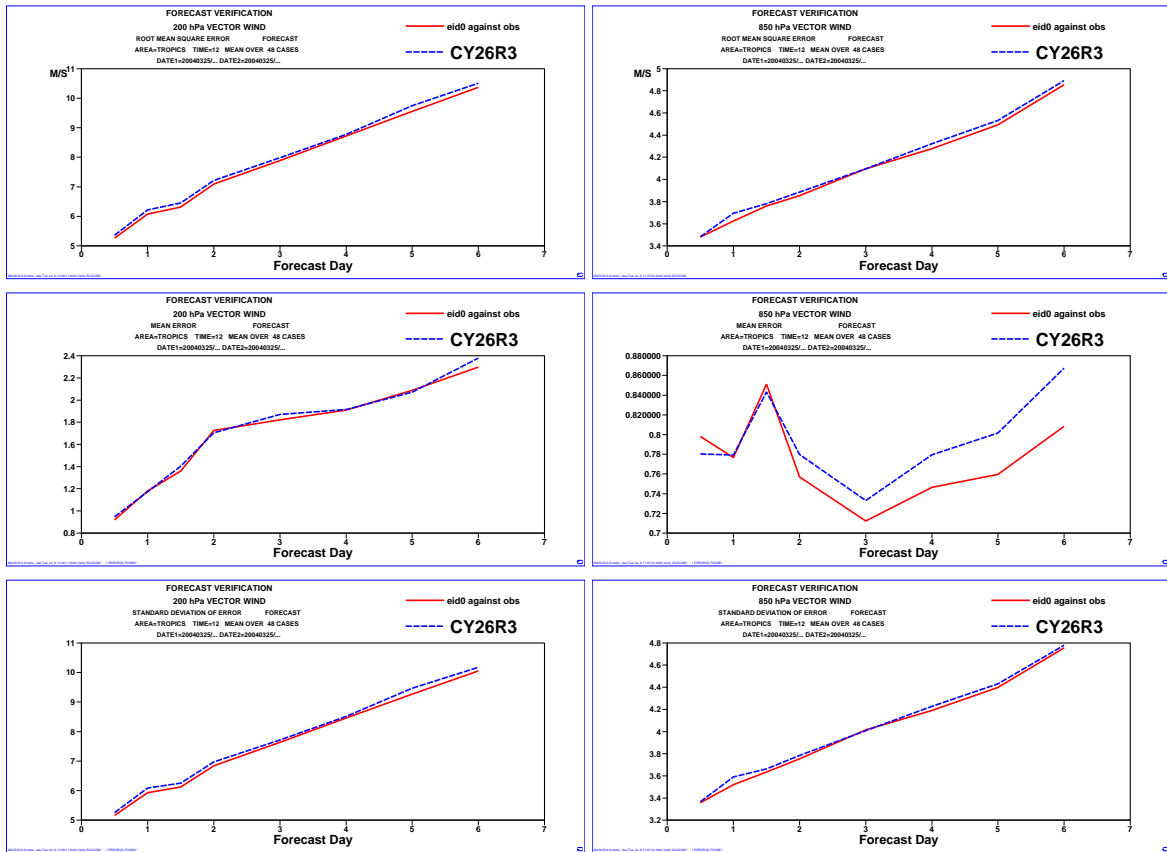 FORECAST VERIFICATION
200 hPa VECTOR WIND
ROOT MEAN SQUARE ERROR FORECAST
AREA=TROPICS TIME=12 MEAN OVER 48 CASES
DATE1=20040325/... DATE2=20040325/...
eid0 against obs
CY26R3
M/S
11
10
9
8
7
6
5
0 1 2 3 4 5 6 7
Forecast Day
FORECAST VERIFICATION
850 hPa VECTOR WIND
ROOT MEAN SQUARE ERROR FORECAST
AREA=TROPICS TIME=12 MEAN OVER 48 CASES
DATE1=20040325/... DATE2=20040325/...
eid0 against obs
CY26R3
M/S
5
4.8
4.6
4.4
4.2
4
3.8
3.6
3.4
0 1 2 3 4 5 6 7
Forecast Day
FORECAST VERIFICATION
200 hPa VECTOR WIND
MEAN ERROR FORECAST
AREA=TROPICS TIME=12 MEAN OVER 48 CASES
DATE1=20040325/... DATE2=20040325/...
eid0 against obs
CY26R3
2.4
2.2
2
1.8
1.6
1.4
1.2
1
0.8
0 1 2 3 4 5 6 7
Forecast Day
FORECAST VERIFICATION
850 hPa VECTOR WIND
MEAN ERROR FORECAST
AREA=TROPICS TIME=12 MEAN OVER 48 CASES
DATE1=20040325/... DATE2=20040325/...
eid0 against obs
CY26R3
0.880000
0.860000
0.840000
0.820000
0.8
0.78
0.76
0.74
0.72
0.7
0 1 2 3 4 5 6 7
Forecast Day
FORECAST VERIFICATION
200 hPa VECTOR WIND
STANDARD DEVIATION OF ERROR FORECAST
AREA=TROPICS TIME=12 MEAN OVER 48 CASES
DATE1=20040325/... DATE2=20040325/...
eid0 against obs
CY26R3
11
10
9
8
7
6
5
0 1 2 3 4 5 6 7
Forecast Day
FORECAST VERIFICATION
850 hPa VECTOR WIND
STANDARD DEVIATION OF ERROR FORECAST
AREA=TROPICS TIME=12 MEAN OVER 48 CASES
DATE1=20040325/... DATE2=20040325/...
eid0 against obs
CY26R3
4.8
4.6
4.4
4.2
4
3.8
3.6
3.4
3.2
0 1 2 3 4 5 6 7
Forecast Day